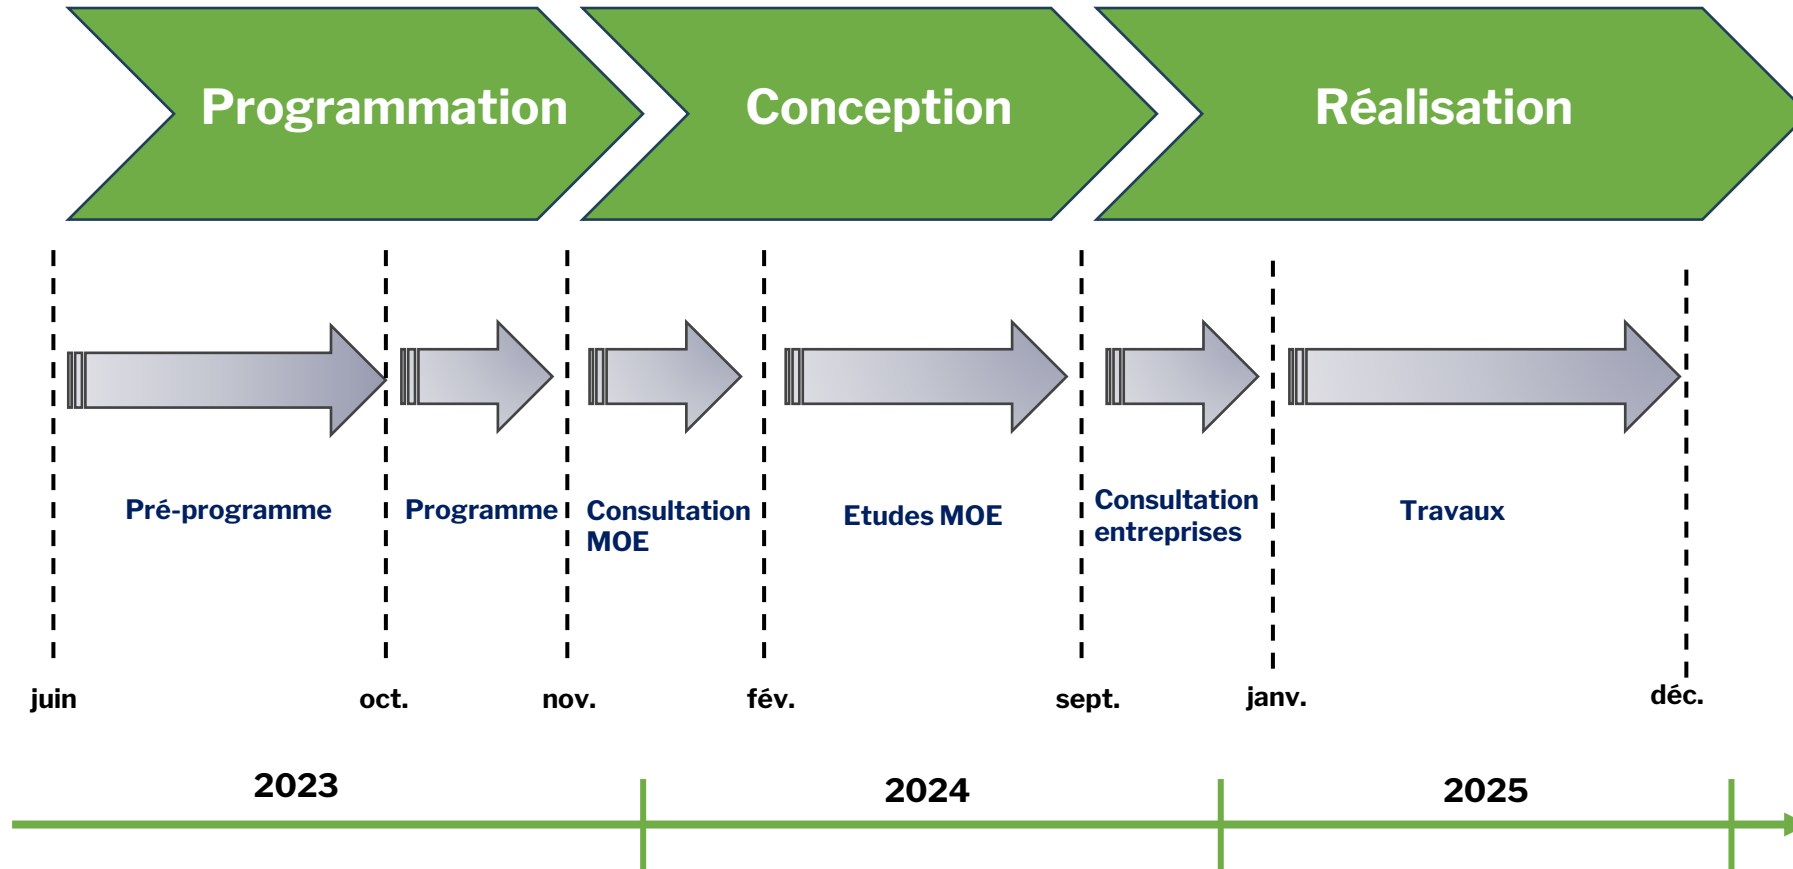 Programmation
Conception
Réalisation
Pré-programme
Programme
Consultation
MOE
Etudes MOE
Consultation
entreprises
Travaux
juin
oct.
nov.
fév.
sept.
janv.
déc.
2023
2024
2025